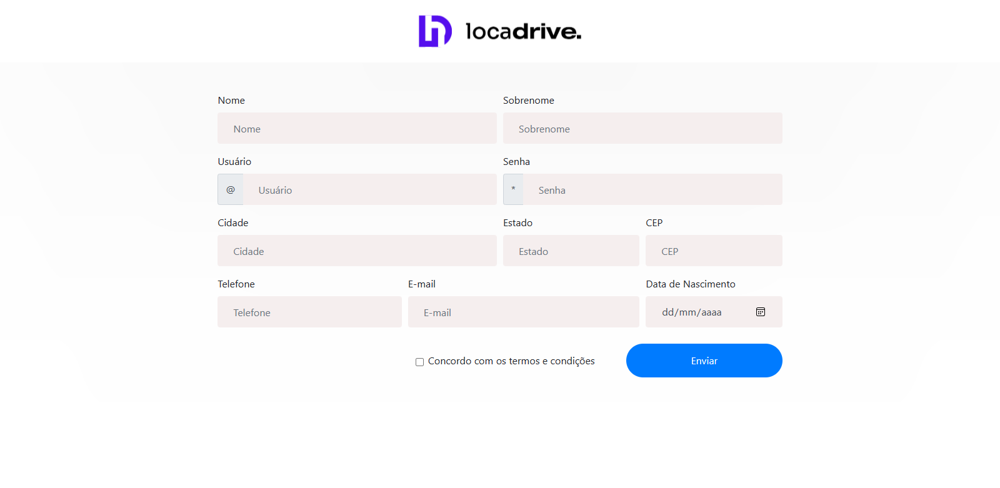 locadrive.
Nome Sobrenome
Nome Sobrenome
Usuário Senha
@ Usuário * Senha
Cidade Estado CEP
Cidade Estado CEP
Telefone E-mail Data de Nascimento
Telefone E-mail dd/mm/aaaa
Concordo com os termos e condições Enviar